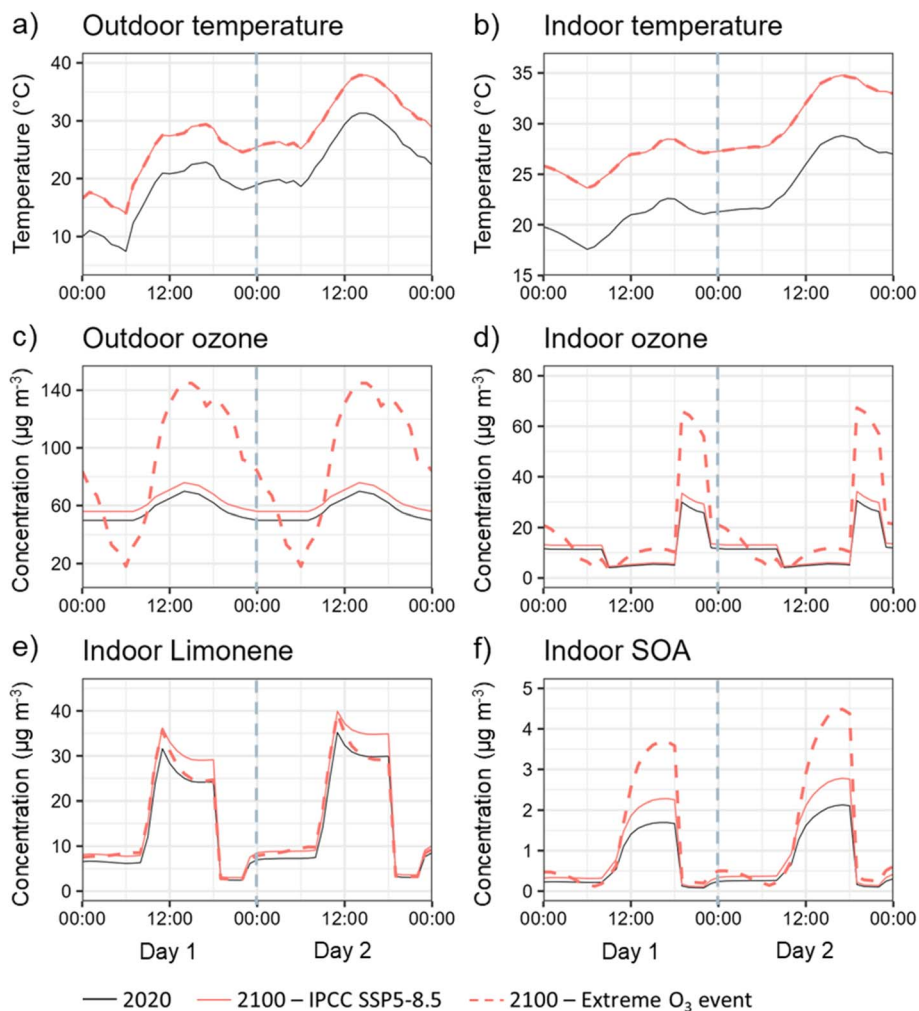 a) Outdoor temperature
b) Indoor temperature
Temperature (°C)
40
30
20
10
00:00 12:00 00:00 12:00 00:00
Temperature (°C)
35
30
25
20
15
00:00 12:00 00:00 12:00 00:00
c) Outdoor ozone
d) Indoor ozone
Concentration (µg m⁻³)
140
100
60
20
00:00 12:00 00:00 12:00 00:00
Concentration (µg m⁻³)
80
60
40
20
0
00:00 12:00 00:00 12:00 00:00
e) Indoor Limonene
f) Indoor SOA
Concentration (µg m⁻³)
40
30
20
10
0
00:00 12:00 00:00 12:00 00:00
Day 1 Day 2
Concentration (µg m⁻³)
5
4
3
2
1
0
00:00 12:00 00:00 12:00 00:00
Day 1 Day 2
2020 2100 – IPCC SSP5-8.5 2100 – Extreme O₃ event